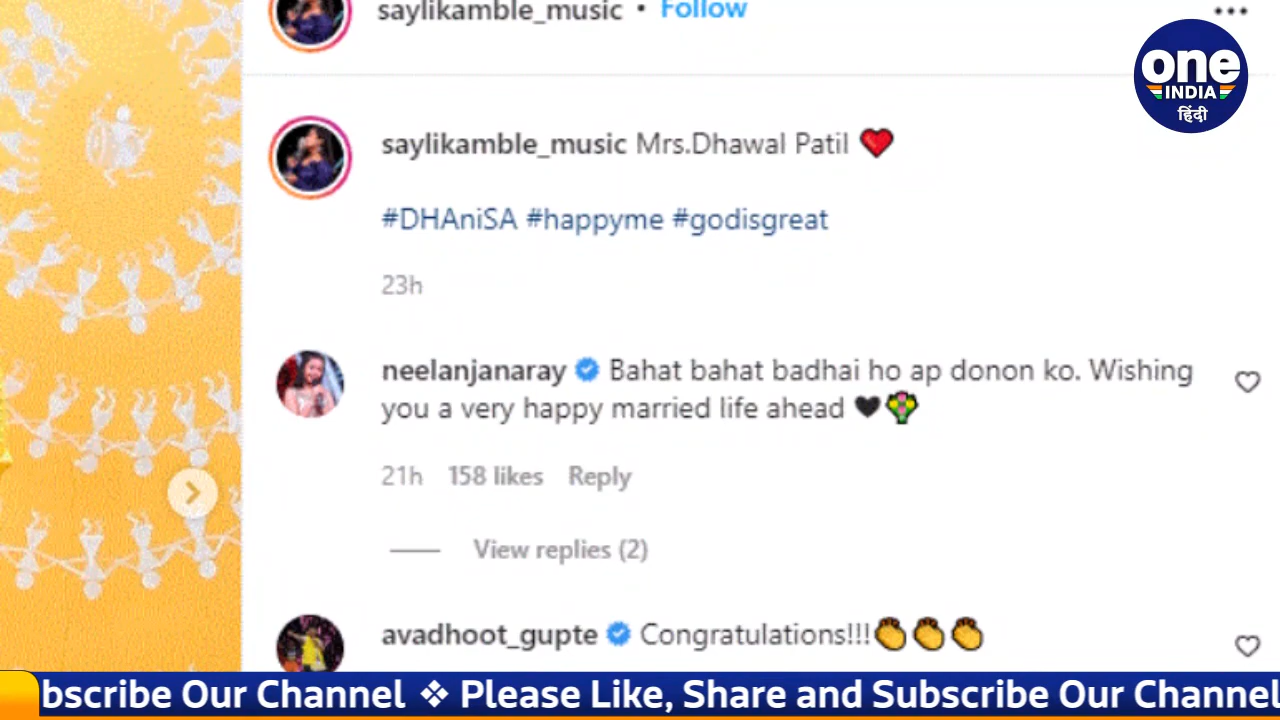 saylikamble_music • Follow
one
INDIA
हिंदी
saylikamble_music Mrs.Dhawal Patil ❤️
#DHAniSA #happyme #godisgreat
23h
neelanjanaray Bahat bahat badhai ho ap donon ko. Wishing
you a very happy married life ahead 🖤💐
21h 158 likes Reply
View replies (2)
avadhoot_gupte Congratulations!!!👏👏👏
bscribe Our Channel ❖ Please Like, Share and Subscribe Our Channel